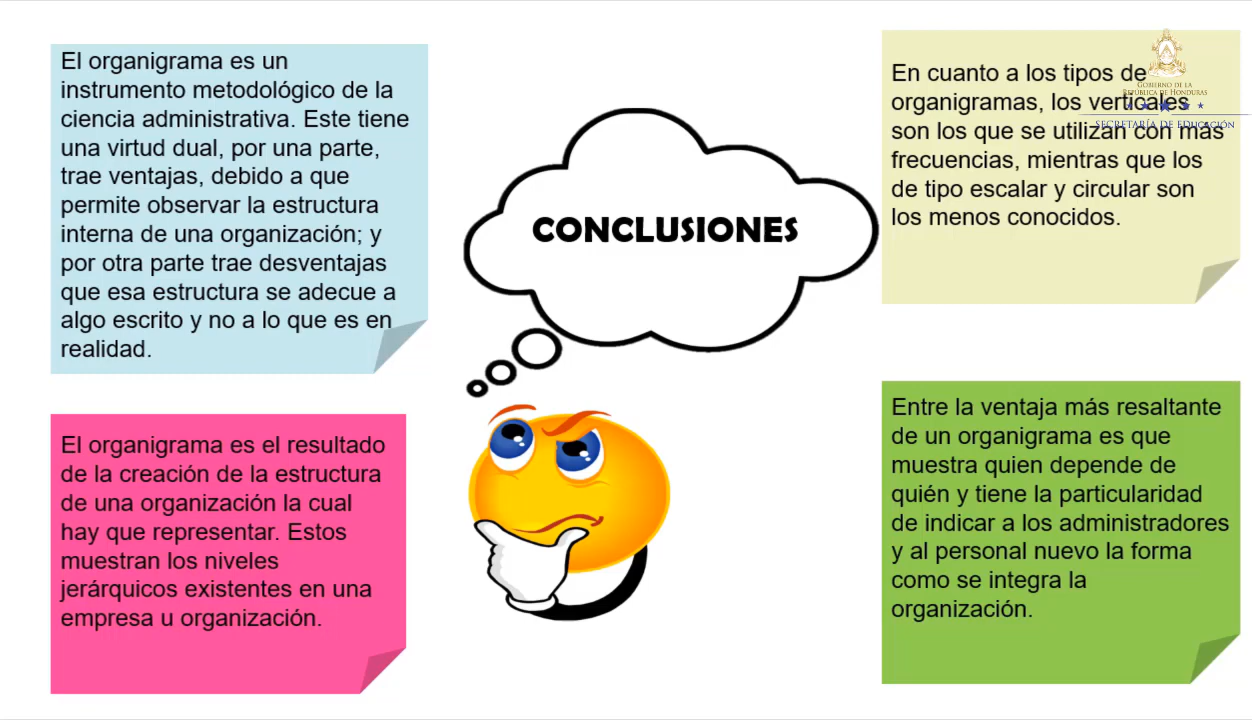 El organigrama es un
instrumento metodológico de la
ciencia administrativa. Este tiene
una virtud dual, por una parte,
trae ventajas, debido a que
permite observar la estructura
interna de una organización; y
por otra parte trae desventajas
que esa estructura se adecue a
algo escrito y no a lo que es en
realidad.
El organigrama es el resultado
de la creación de la estructura
de una organización la cual
hay que representar. Estos
muestran los niveles
jerárquicos existentes en una
empresa u organización.
CONCLUSIONES
En cuanto a los tipos de
organigramas, los verticales
son los que se utilizan con más
frecuencias, mientras que los
de tipo escalar y circular son
los menos conocidos.
GOBIERNO DE LA
REPÚBLICA DE HONDURAS
SECRETARÍA DE EDUCACIÓN
Entre la ventaja más resaltante
de un organigrama es que
muestra quien depende de
quién y tiene la particularidad
de indicar a los administradores
y al personal nuevo la forma
como se integra la
organización.